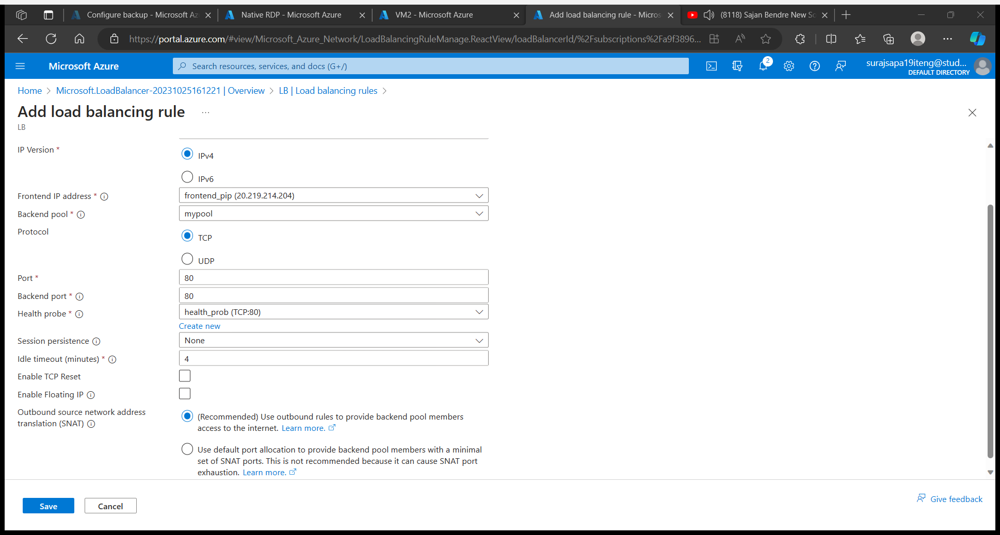 Configure backup - Microsoft Az
Native RDP - Microsoft Azure
VM2 - Microsoft Azure
Add load balancing rule - Micros
(8118) Sajan Bendre New So
https://portal.azure.com/#view/Microsoft_Azure_Network/LoadBalancingRuleManage.ReactView/loadBalancerId/%2Fsubscriptions%2Fa9f3896...
Microsoft Azure
Search resources, services, and docs (G+/)
2
surajsapa19iteng@stud...
DEFAULT DIRECTORY
Home > Microsoft.LoadBalancer-20231025161221 | Overview > LB | Load balancing rules >
Add load balancing rule ...
LB
IP Version *
IPv4
IPv6
Frontend IP address *
frontend_pip (20.219.214.204)
Backend pool *
mypool
Protocol
TCP
UDP
Port *
80
Backend port *
80
Health probe *
health_prob (TCP:80)
Create new
Session persistence
None
Idle timeout (minutes) *
4
Enable TCP Reset
Enable Floating IP
Outbound source network address
translation (SNAT)
(Recommended) Use outbound rules to provide backend pool members
access to the internet. Learn more.
Use default port allocation to provide backend pool members with a minimal
set of SNAT ports. This is not recommended because it can cause SNAT port
exhaustion. Learn more.
Save
Cancel
Give feedback